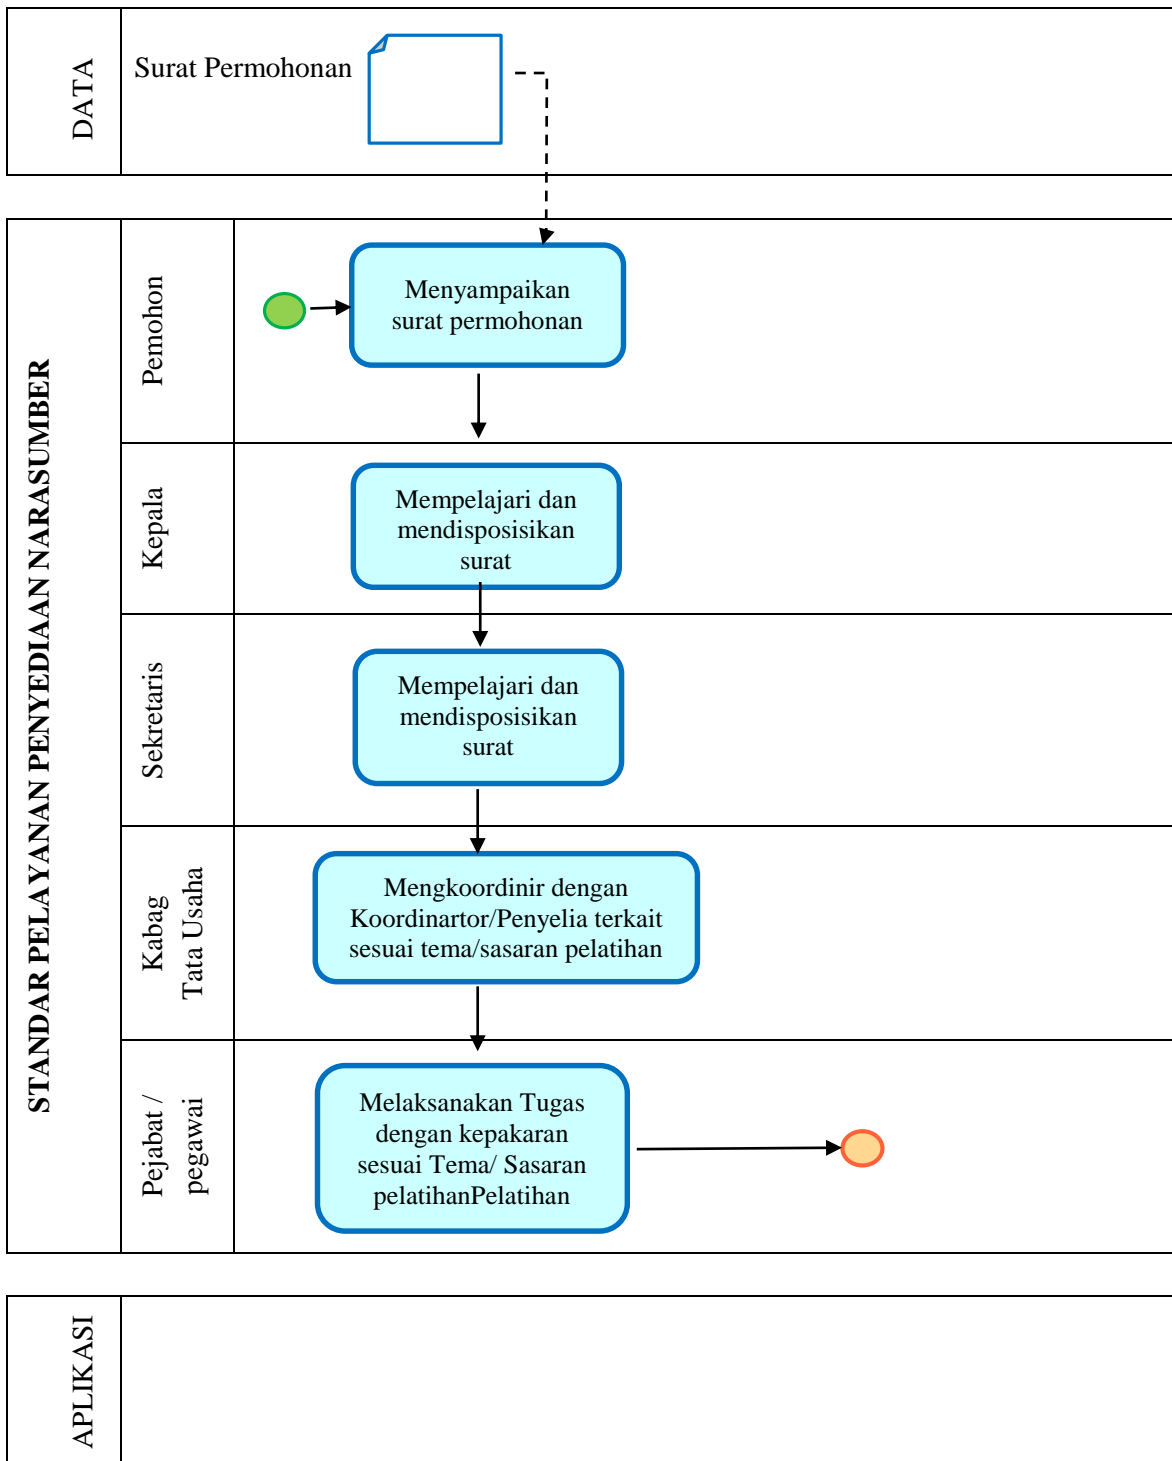 DATA
Surat Permohonan
STANDAR PELAYANAN PENYEDIAAN NARASUMBER
Pemohon
Menyampaikan
surat permohonan
Kepala
Mempelajari dan
mendisposisikan
surat
Sekretaris
Mempelajari dan
mendisposisikan
surat
Kabag
Tata Usaha
Mengkoordinir dengan
Koordinartor/Penyelia terkait
sesuai tema/sasaran pelatihan
Pejabat /
pegawai
Melaksanakan Tugas
dengan kepakaran
sesuai Tema/ Sasaran
pelatihanPelatihan
APLIKASI